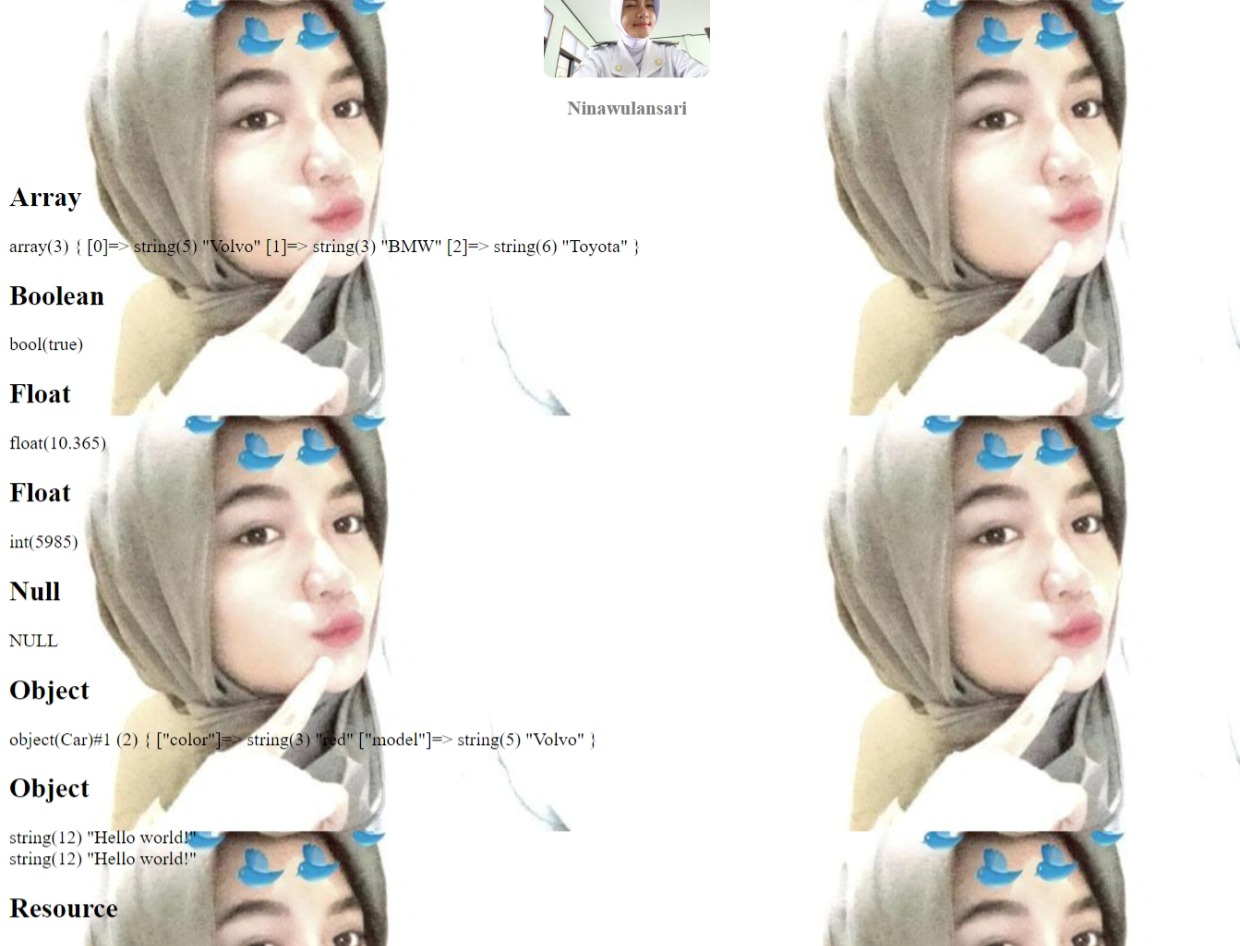 Ninawulansari
Array
array(3) { [0]=> string(5) "Volvo" [1]=> string(3) "BMW" [2]=> string(6) "Toyota" }
Boolean
bool(true)
Float
float(10.365)
Float
int(5985)
Null
NULL
Object
object(Car)#1 (2) { ["color"]=> string(3) "red" ["model"]=> string(5) "Volvo" }
Object
string(12) "Hello world!"
string(12) "Hello world!"
Resource